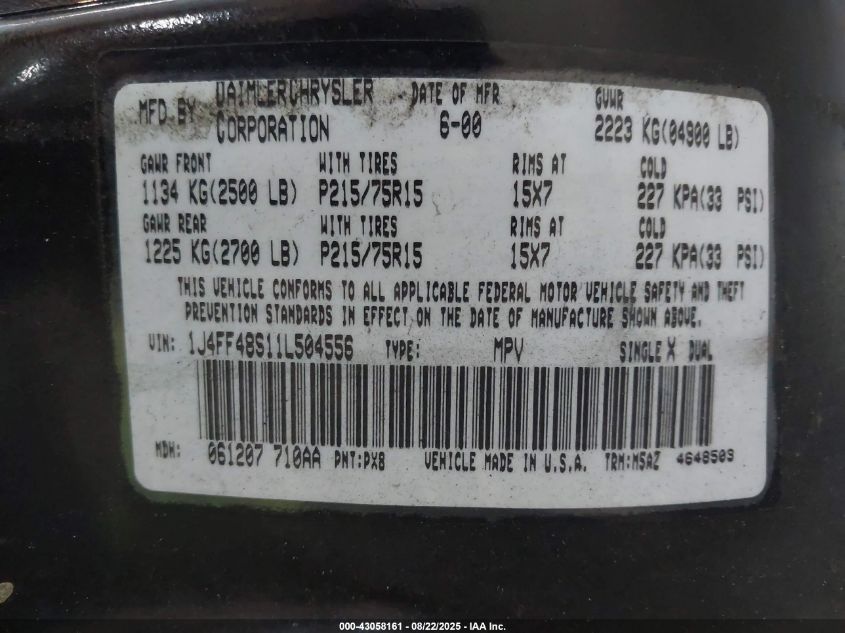 MFD BY DAIMLERCHRYSLER CORPORATION DATE OF MFR 6-00 GVWR 2223 KG(04900 LB)
GAWR FRONT WITH TIRES RIMS AT COLD
1134 KG(2500 LB) P215/75R15 15X7 227 KPA(33 PSI)
GAWR REAR WITH TIRES RIMS AT COLD
1225 KG(2700 LB) P215/75R15 15X7 227 KPA(33 PSI)
THIS VEHICLE CONFORMS TO ALL APPLICABLE FEDERAL MOTOR VEHICLE SAFETY AND THEFT
PREVENTION STANDARDS IN EFFECT ON THE DATE OF MANUFACTURE SHOWN ABOVE.
VIN: 1J4FF48S11L504556 TYPE: MPV SINGLE X DUAL
MDH: 061207 710AA PNT:PX8 VEHICLE MADE IN U.S.A. TRM:M5AZ 4648503
000-43058161 - 08/22/2025 - IAA Inc.